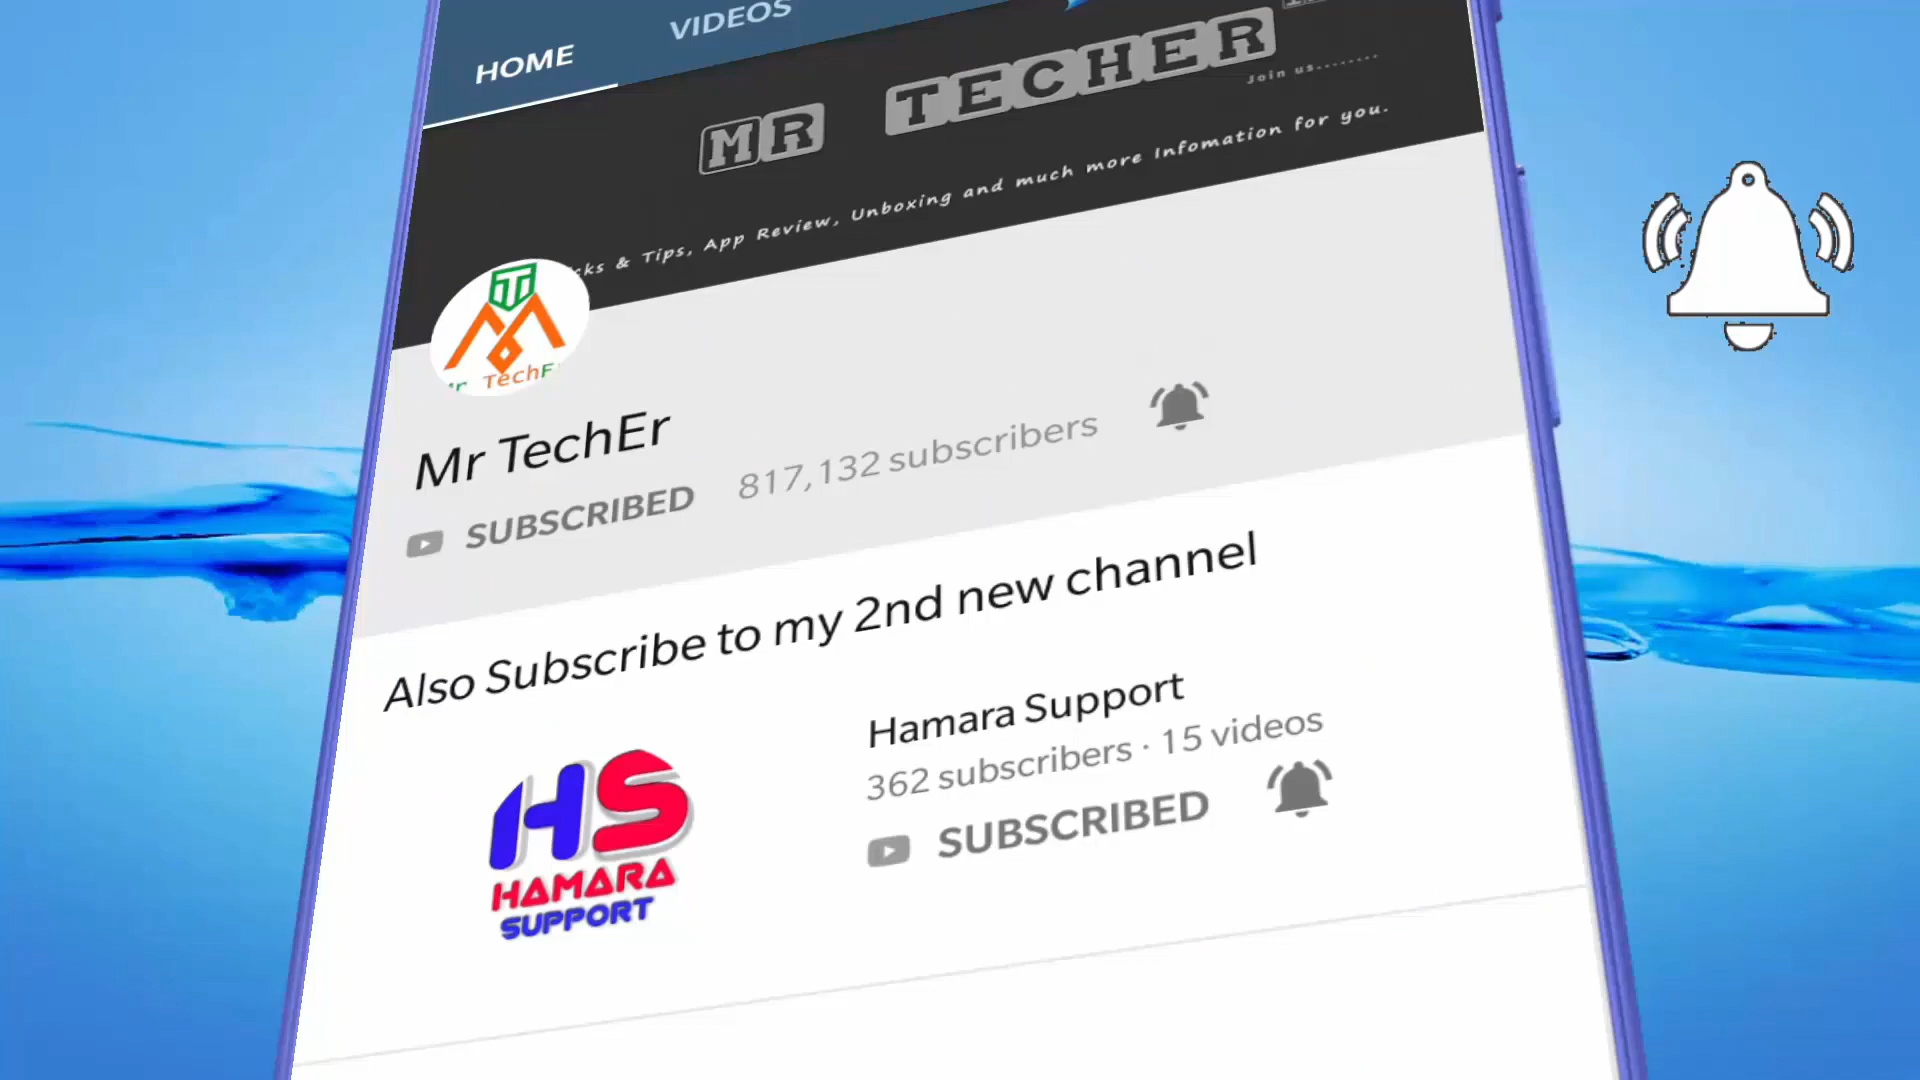 HOME
VIDEOS
MR TECHER
Join us........
& Tips, App Review, Unboxing and much more Infomation for you.
Mr TechEr
SUBSCRIBED
817,132 subscribers
Also Subscribe to my 2nd new channel
HS
HAMARA
SUPPORT
Hamara Support
362 subscribers · 15 videos
SUBSCRIBED